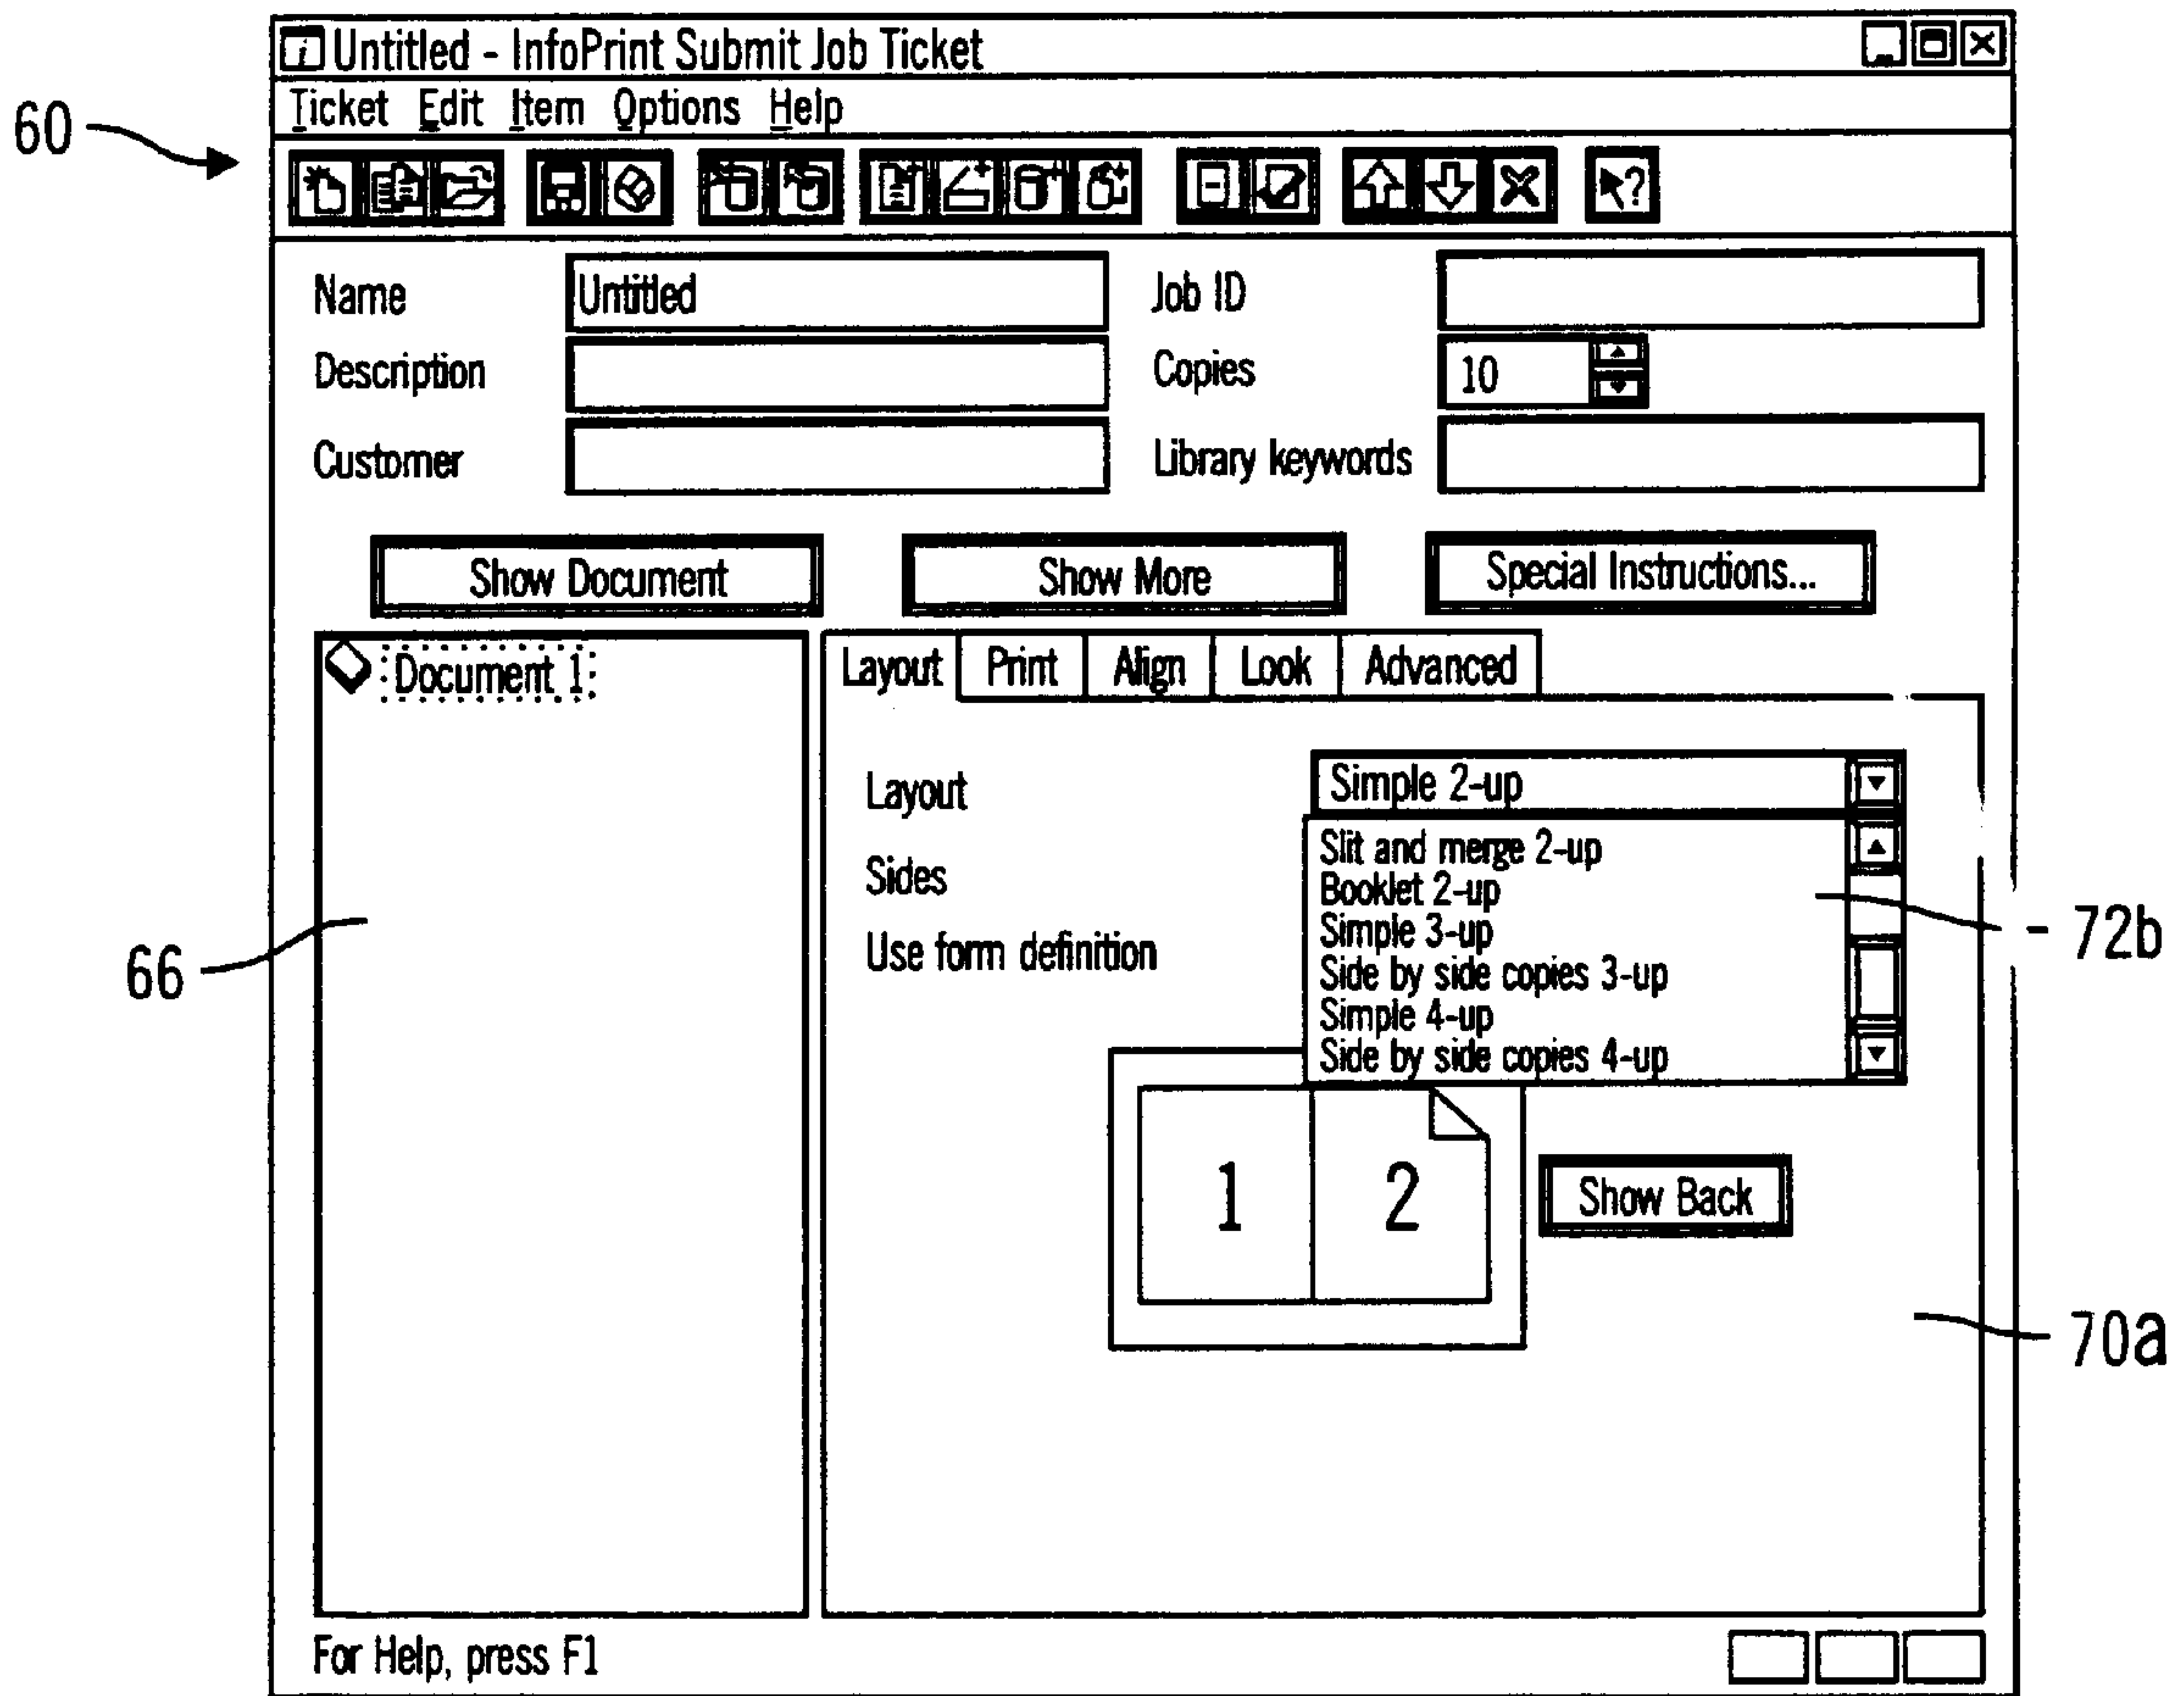 Untitled - InfoPrint Submit Job Ticket
Ticket Edit Item Options Help
60
?
Name Untitled Job ID
Description Copies 10
Customer Library keywords
Show Document Show More Special Instructions...
Document 1 Layout Print Align Look Advanced
Layout Simple 2-up
Slit and merge 2-up
Sides Booklet 2-up
Simple 3-up
Use form definition
Side by side copies 3-up
Simple 4-up
Side by side copies 4-up
66
72b
1 2 Show Back
70a
For Help, press F1